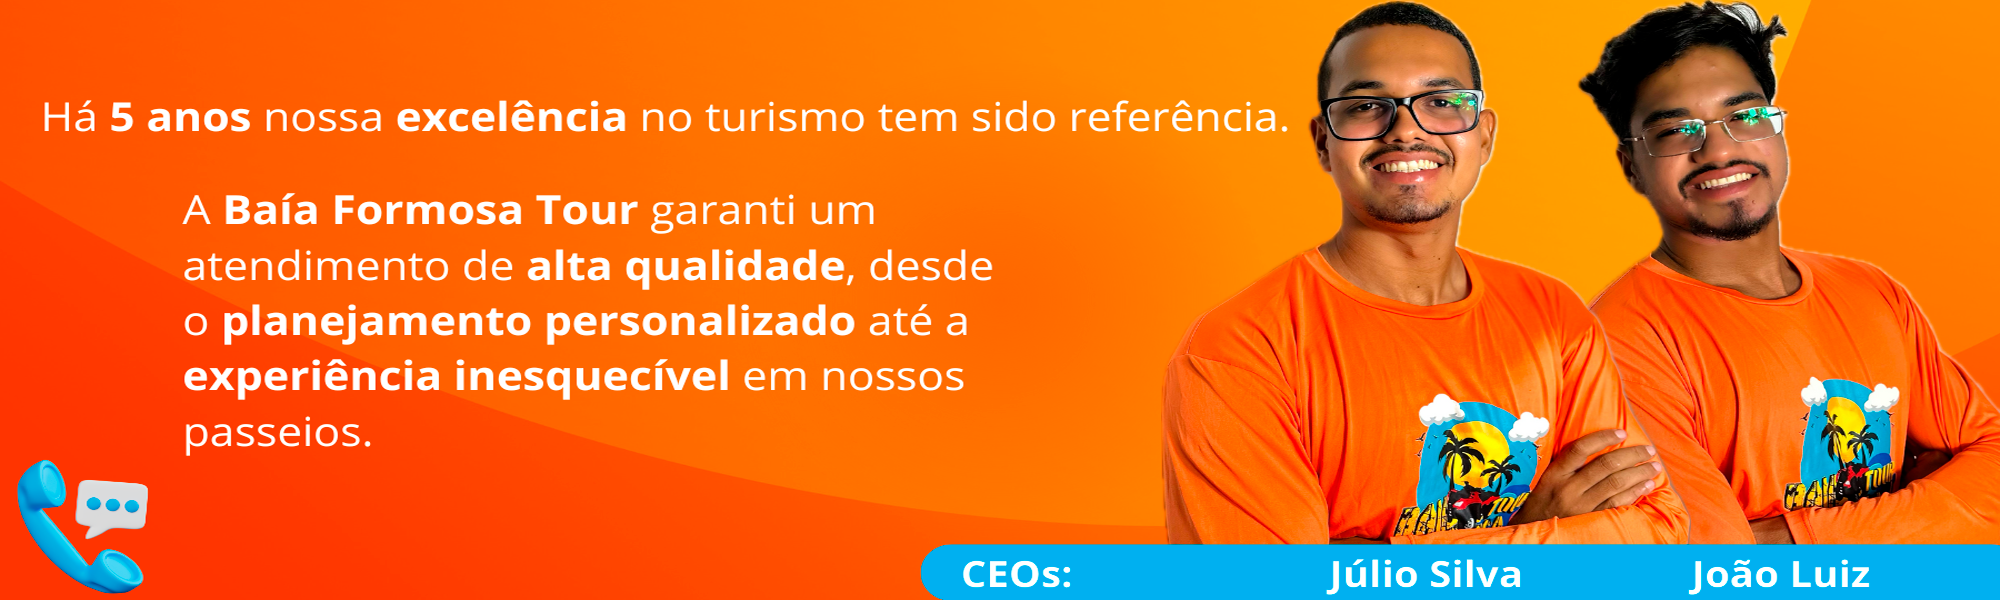 Há 5 anos nossa excelência no turismo tem sido referência.
A Baía Formosa Tour garanti um
atendimento de alta qualidade, desde
o planejamento personalizado até a
experiência inesquecível em nossos
passeios.
TOUR
CEOs: Júlio Silva João Luiz